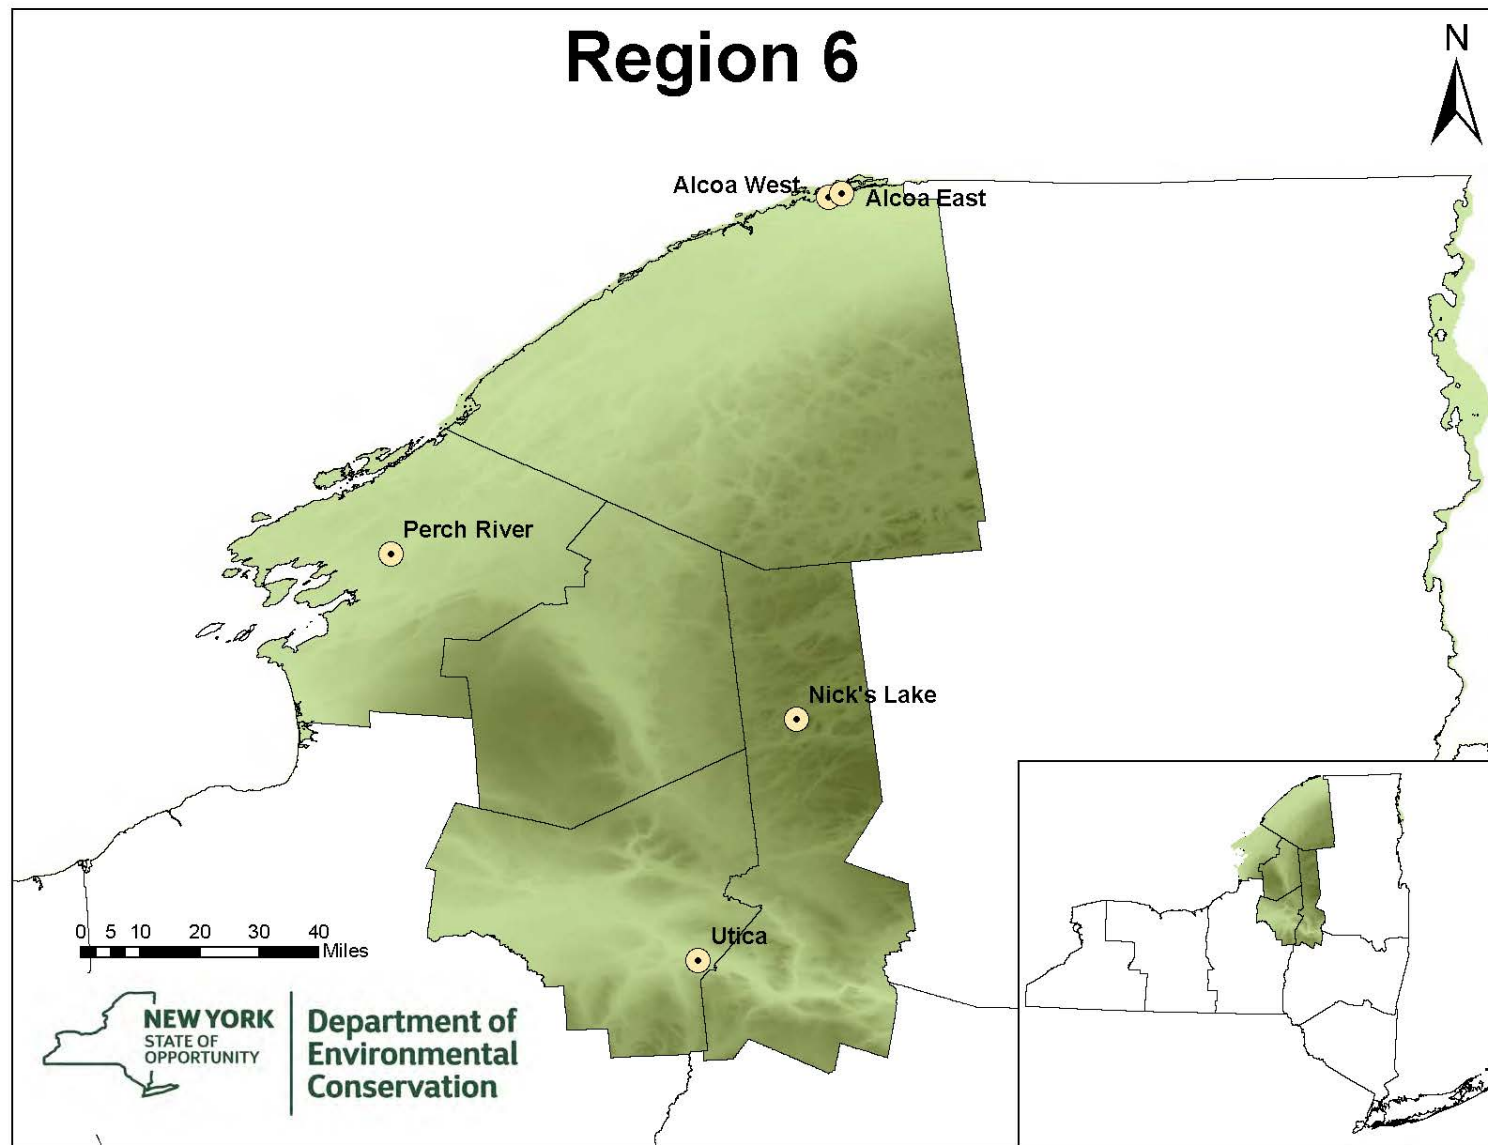 Region 6
N
Alcoa West
Alcoa East
Perch River
Nick's Lake
Utica
0 5 10 20 30 40
Miles
NEW YORK
STATE OF
OPPORTUNITY
Department of
Environmental
Conservation